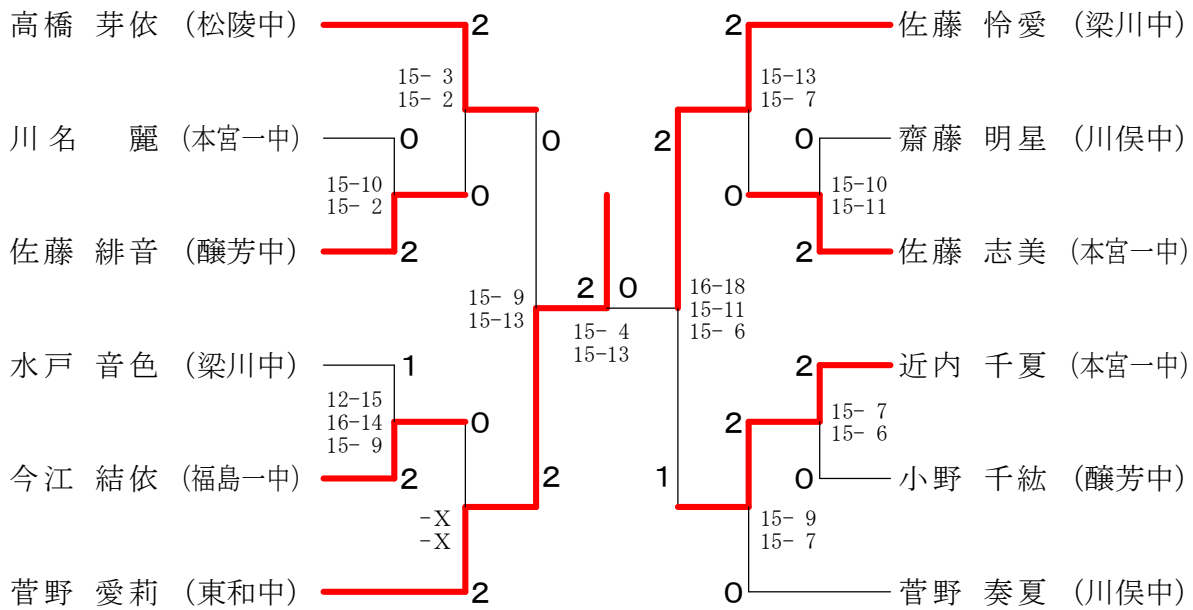 高橋 芽依 (松陵中) 2 2 佐藤 怜愛 (梁川中)
15- 3 15-13
15- 2 15- 7
川名 麗 (本宮一中) 0 0 2 0 齋藤 明星 (川俣中)
15-10 0 0 15-10
15- 2 15-11
佐藤 緋音 (醸芳中) 2 2 佐藤 志美 (本宮一中)
15- 9 2 0 16-18
15-13 15-11
15- 4 15- 6
15-13
水戸 音色 (梁川中) 1 2 近内 千夏 (本宮一中)
12-15
16-14 0 2 15- 7
15- 9 15- 6
今江 結依 (福島一中) 2 2 1 0 小野 千紘 (醸芳中)
-X 15- 9
-X 15- 7
菅野 愛莉 (東和中) 2 0 菅野 奏夏 (川俣中)